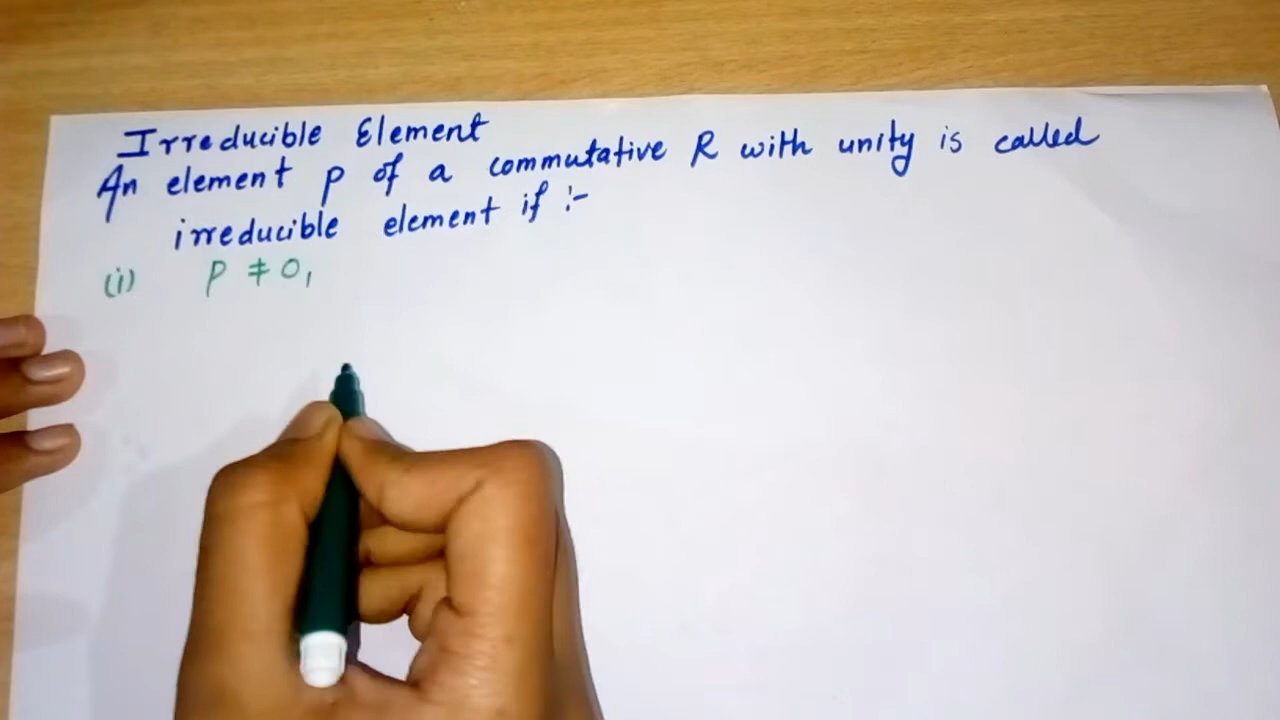 Irreducible Element
An element p of a commutative R with unity is called
irreducible element if :-
(i) p ≠ 0,